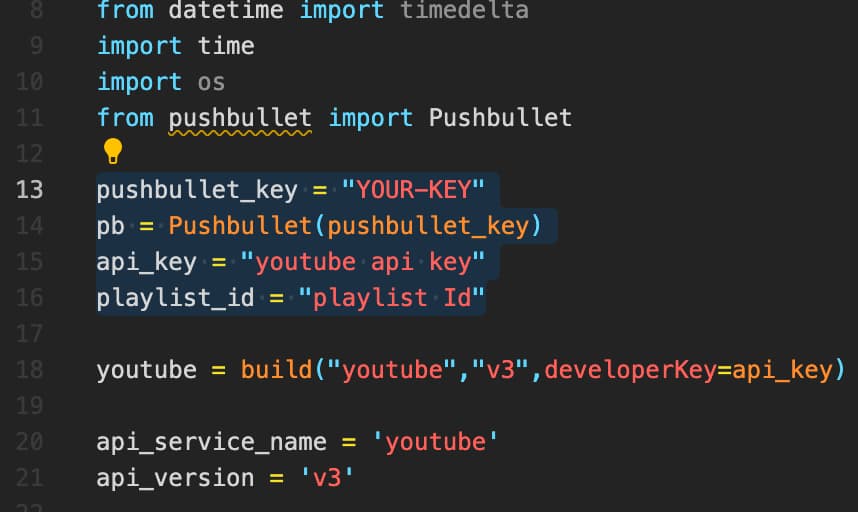 8 from datetime import timedelta
9 import time
10 import os
11 from pushbullet import Pushbullet
12
13 pushbullet_key = "YOUR-KEY"
14 pb = Pushbullet(pushbullet_key)
15 api_key = "youtube api key"
16 playlist_id = "playlist Id"
17
18 youtube = build("youtube","v3",developerKey=api_key)
19
20 api_service_name = 'youtube'
21 api_version = 'v3'
22